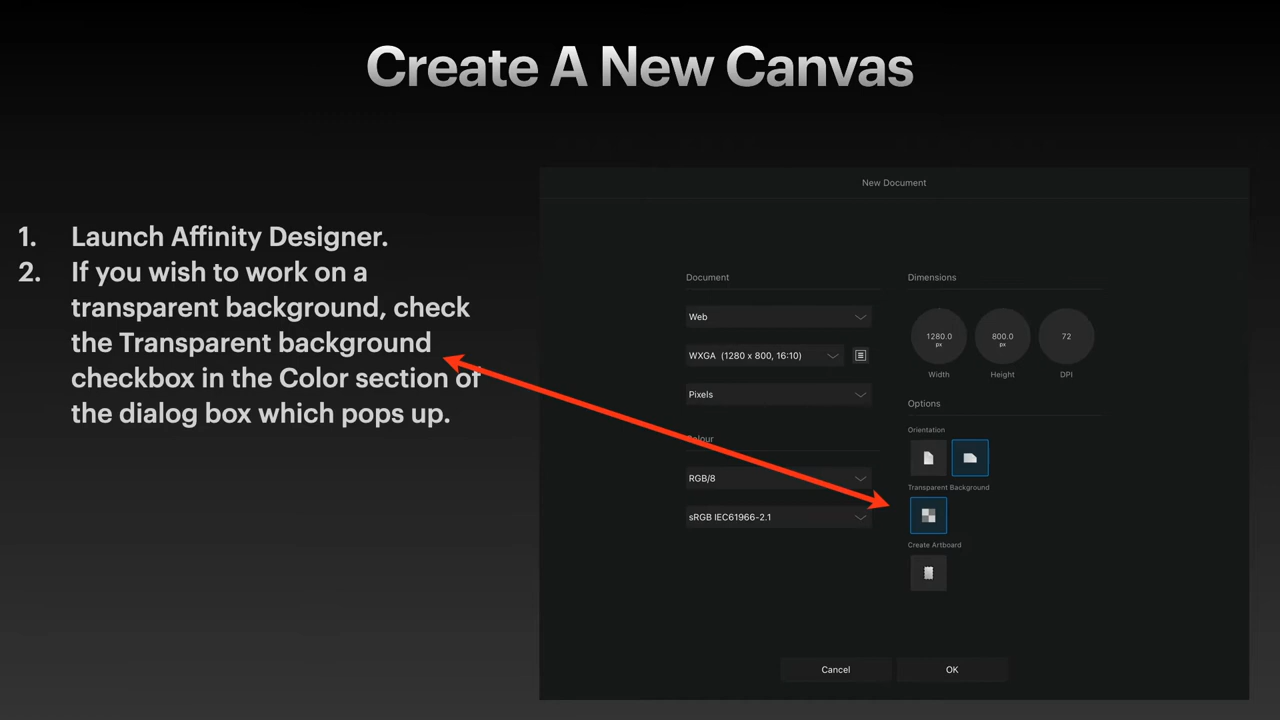 Create A New Canvas
1. Launch Affinity Designer.
2. If you wish to work on a
transparent background, check
the Transparent background
checkbox in the Color section of
the dialog box which pops up.
New Document
Document
Web
WXGA (1280 x 800, 16:10)
Pixels
Colour
RGB/8
sRGB IEC61966-2.1
Dimensions
1280.0
px
800.0
px
72
Width
Height
DPI
Options
Orientation
Transparent Background
Create Artboard
Cancel
OK